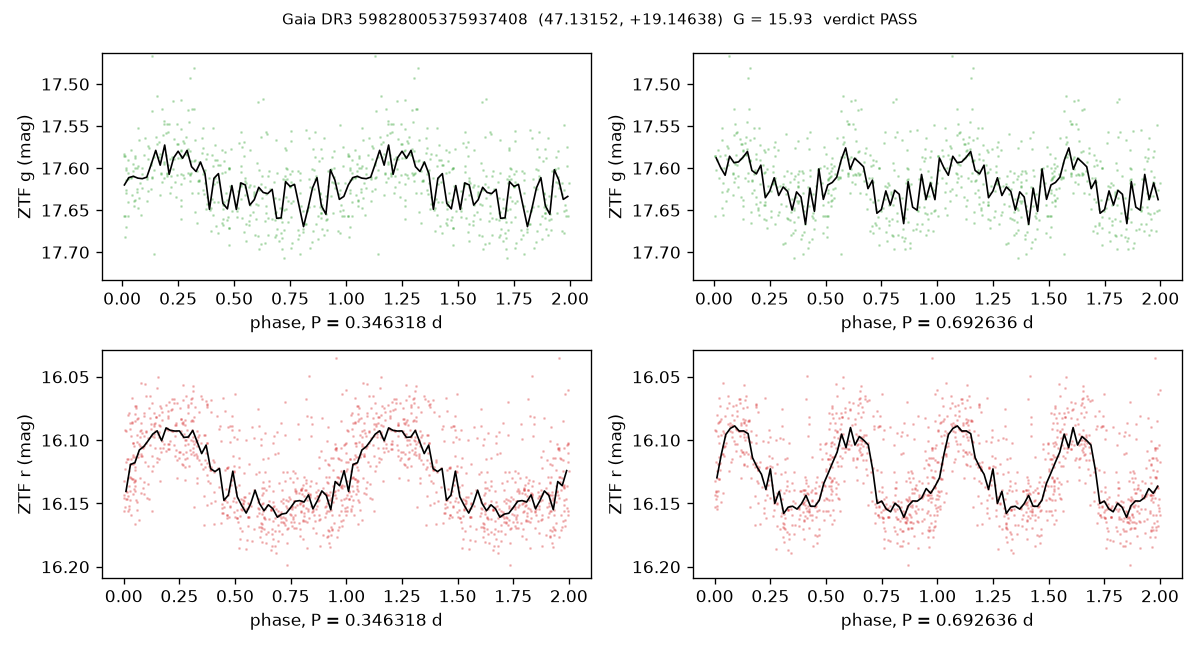 Gaia DR3 59828005375937408 (47.13152, +19.14638) G = 15.93 verdict PASS
ZTF g (mag)
17.50
17.55
17.60
17.65
17.70
0.00 0.25 0.50 0.75 1.00 1.25 1.50 1.75 2.00
phase, P = 0.346318 d
ZTF g (mag)
17.50
17.55
17.60
17.65
17.70
0.00 0.25 0.50 0.75 1.00 1.25 1.50 1.75 2.00
phase, P = 0.692636 d
ZTF r (mag)
16.05
16.10
16.15
16.20
0.00 0.25 0.50 0.75 1.00 1.25 1.50 1.75 2.00
phase, P = 0.346318 d
ZTF r (mag)
16.05
16.10
16.15
16.20
0.00 0.25 0.50 0.75 1.00 1.25 1.50 1.75 2.00
phase, P = 0.692636 d